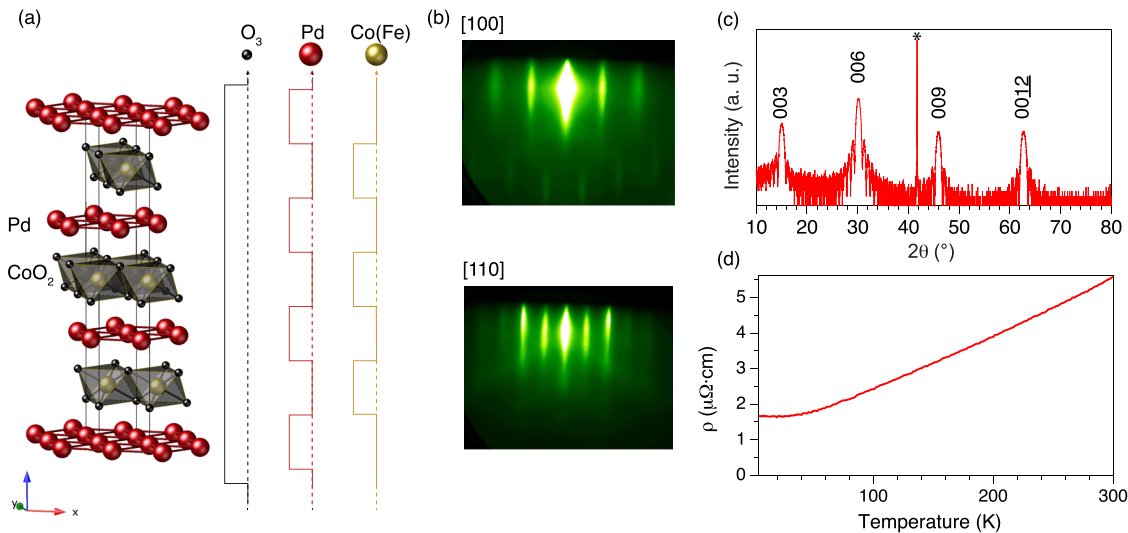 (a)
O3
Pd
Co(Fe)
Pd
CoO2
y
x
(b)
[100]
[110]
(c)
Intensity (a. u.)
003
006
*
009
0012
10 20 30 40 50 60 70 80
2θ (°)
(d)
ρ (μΩ·cm)
5
4
3
2
1
0
100 200 300
Temperature (K)